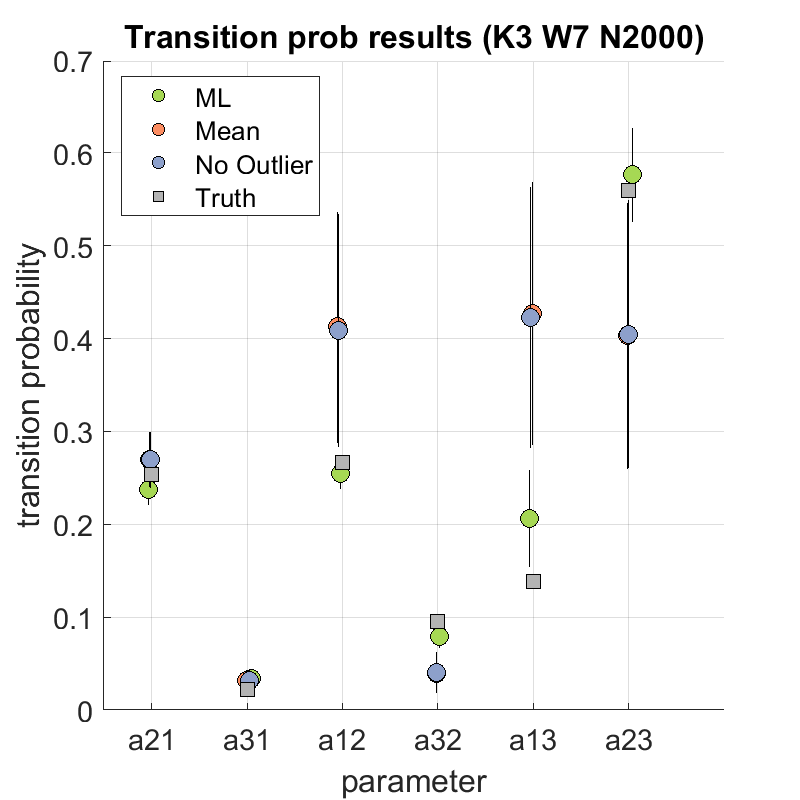 Transition prob results (K3 W7 N2000)
0.7
0.6
0.5
0.4
0.3
0.2
0.1
0
transition probability
ML
Mean
No Outlier
Truth
a21 a31 a12 a32 a13 a23
parameter